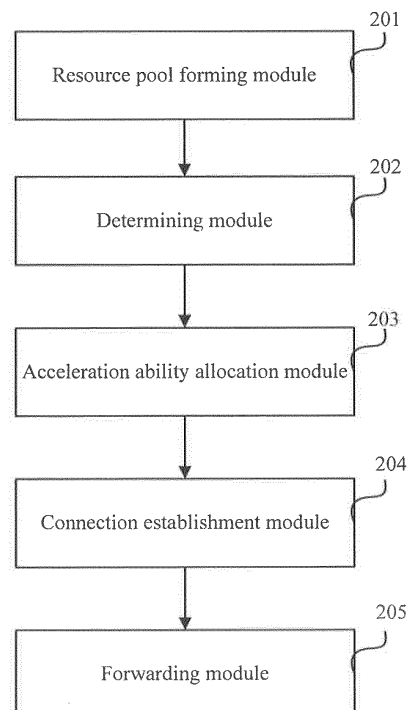 201
Resource pool forming module
202
Determining module
203
Acceleration ability allocation module
204
Connection establishment module
205
Forwarding module